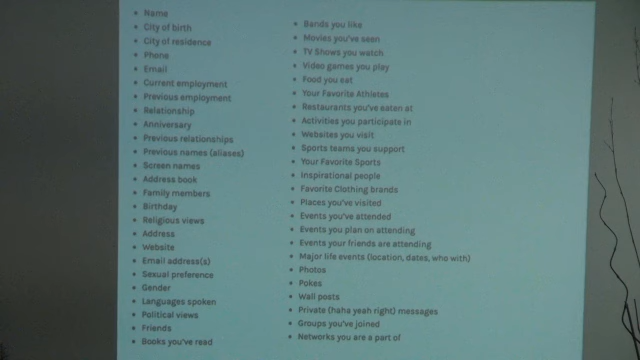 Name
City of birth
City of residence
Phone
Email
Current employment
Previous employment
Relationship
Anniversary
Previous relationships
Previous names (aliases)
Screen names
Address book
Family members
Birthday
Religious views
Address
Website
Email address(s)
Sexual preference
Gender
Languages spoken
Political views
Friends
Books you've read
Bands you like
Movies you've seen
TV Shows you watch
Video games you play
Food you eat
Your Favorite Athletes
Restaurants you've eaten at
Activities you participate in
Websites you visit
Sports teams you support
Your Favorite Sports
Inspirational people
Favorite Clothing brands
Places you've visited
Events you've attended
Events you plan on attending
Events your friends are attending
Major life events (location, dates, who with)
Photos
Pokes
Wall posts
Private (haha yeah right) messages
Groups you've joined
Networks you are a part of